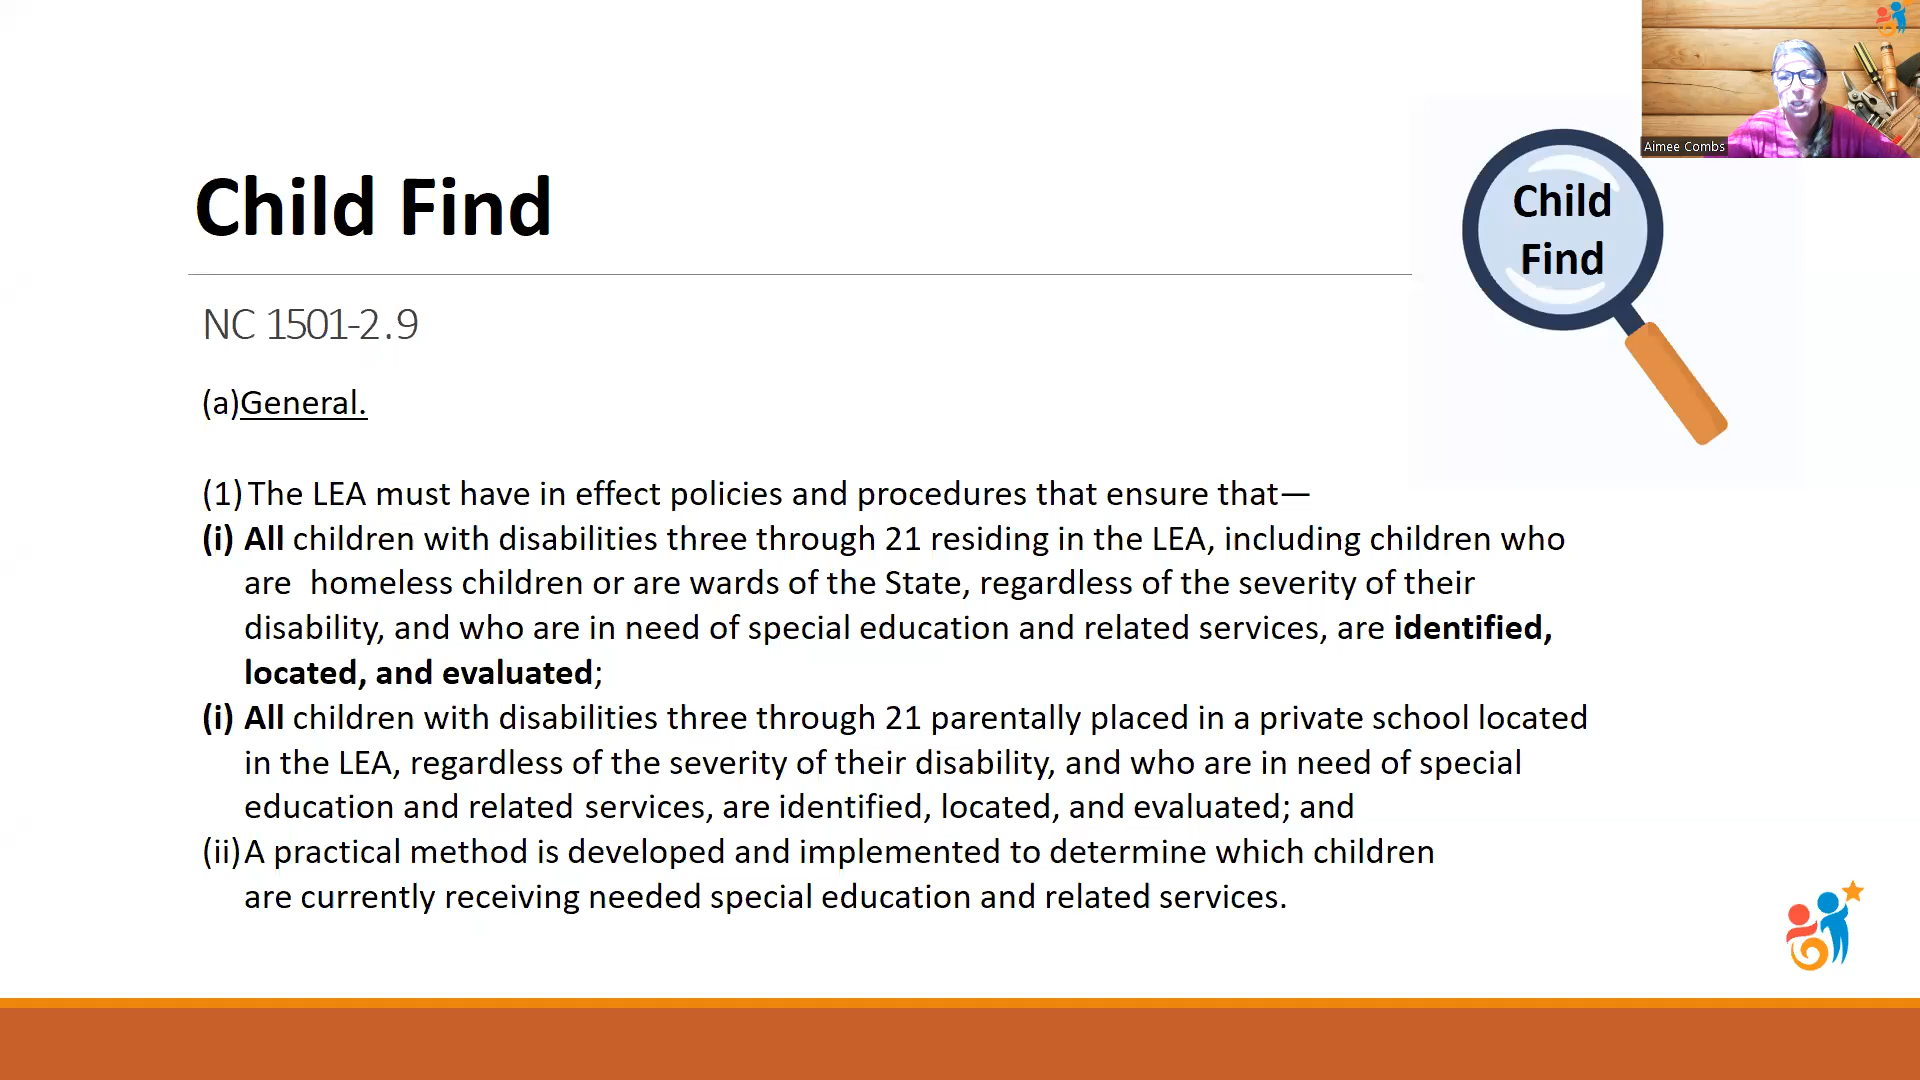 Aimee Combs
Child
Find
Child Find
NC 1501-2.9
(a)General.
(1) The LEA must have in effect policies and procedures that ensure that—
(i) All children with disabilities three through 21 residing in the LEA, including children who
are homeless children or are wards of the State, regardless of the severity of their
disability, and who are in need of special education and related services, are identified,
located, and evaluated;
(i) All children with disabilities three through 21 parentally placed in a private school located
in the LEA, regardless of the severity of their disability, and who are in need of special
education and related services, are identified, located, and evaluated; and
(ii) A practical method is developed and implemented to determine which children
are currently receiving needed special education and related services.